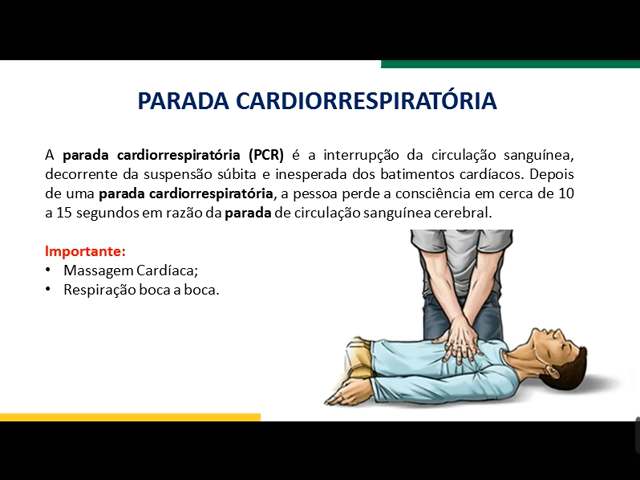 PARADA CARDIORRESPIRATÓRIA
A parada cardiorrespiratória (PCR) é a interrupção da circulação sanguínea,
decorrente da suspensão súbita e inesperada dos batimentos cardíacos. Depois
de uma parada cardiorrespiratória, a pessoa perde a consciência em cerca de 10
a 15 segundos em razão da parada de circulação sanguínea cerebral.
Importante:
• Massagem Cardíaca;
• Respiração boca a boca.